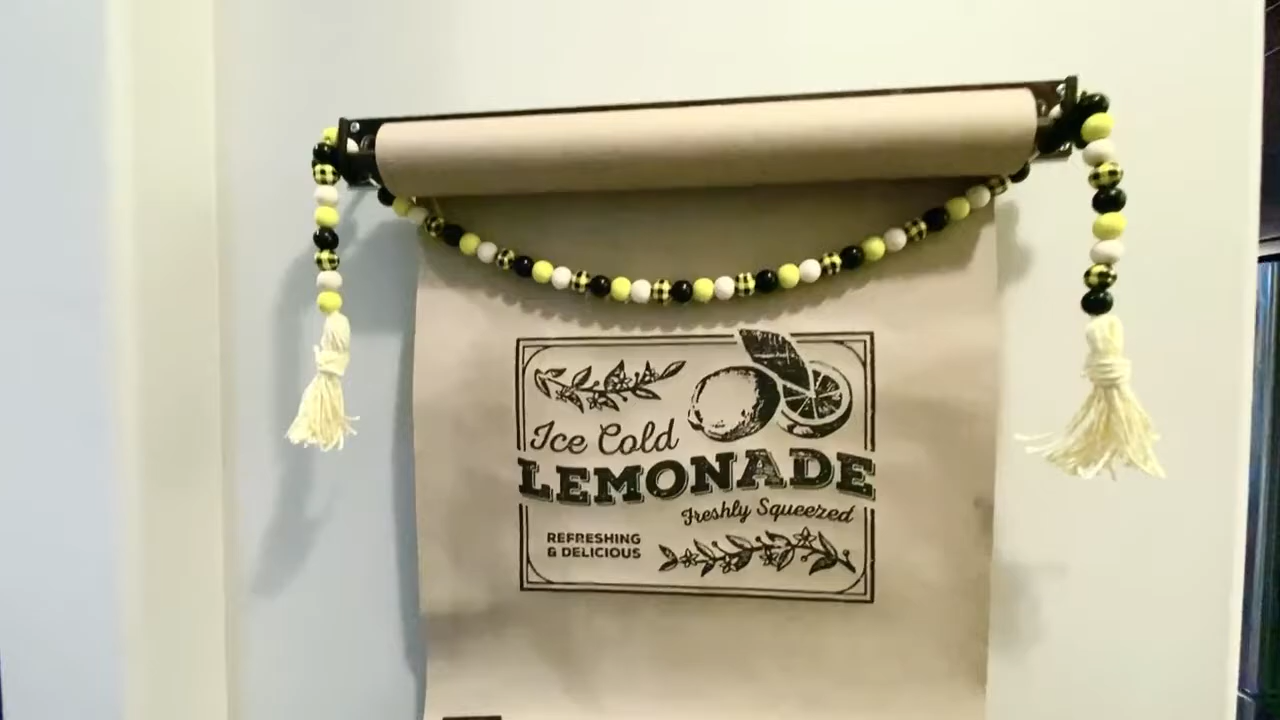 Ice Cold
LEMONADE
Freshly Squeezed
REFRESHING
& DELICIOUS